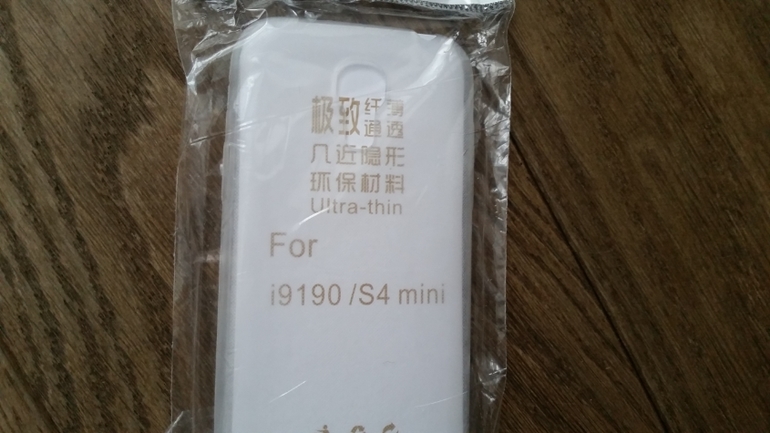 极致纤薄
通透
几近隐形
环保材料
Ultra-thin
For
i9190 /S4 mini